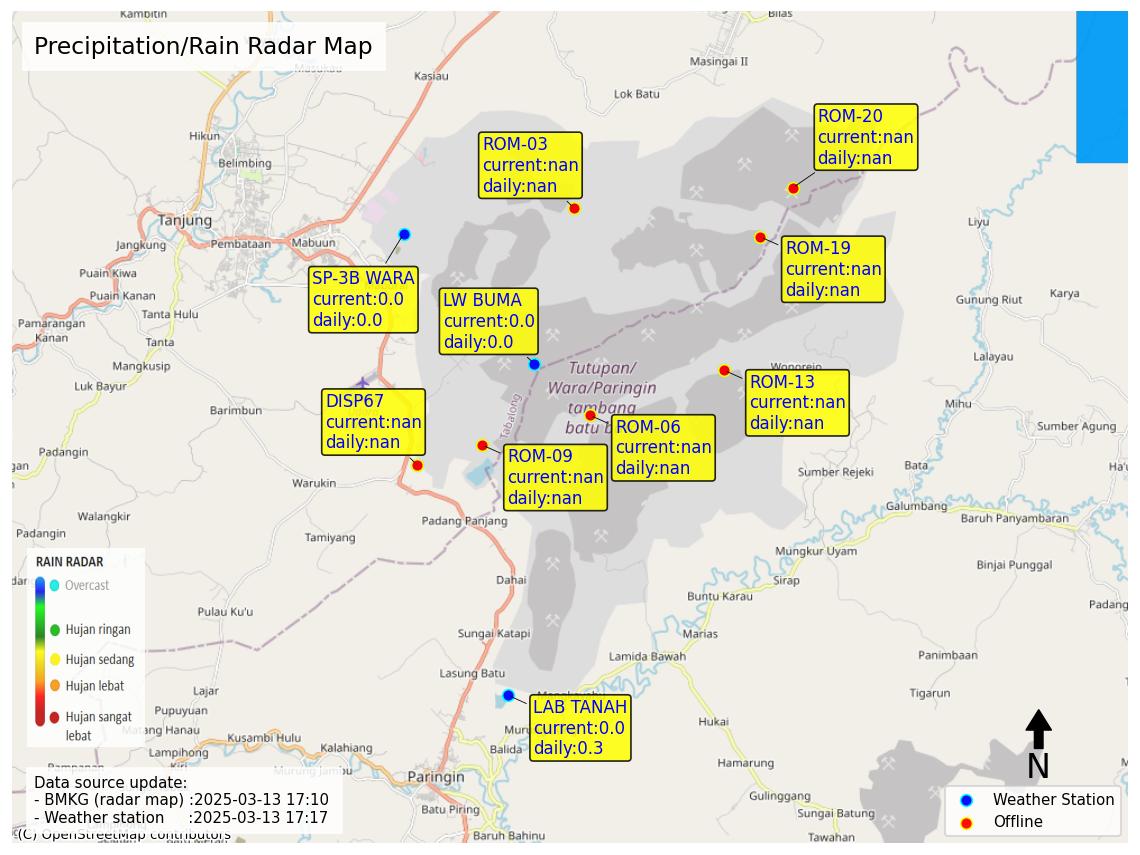 Kambitin
Bilas
Precipitation/Rain Radar Map
Masukau
Kasiau
Masingai II
Lok Batu
ROM-20
current:nan
daily:nan
Hikun
ROM-03
current:nan
daily:nan
Belimbing
Tanjung
Liyu
Jangkung
Pembataan
Mabuun
ROM-19
current:nan
daily:nan
Puain Kiwa
SP-3B WARA
current:0.0
daily:0.0
Puain Kanan
LW BUMA
current:0.0
daily:0.0
Gunung Riut
Karya
Tanta Hulu
Pamarangan
Kanan
Tanta
Lalayau
Mangkusip
Tutupan/
Wara/Paringin
tambang
batu b
Wonorejo
Luk Bayur
ROM-13
current:nan
daily:nan
DISP67
current:nan
daily:nan
Barimbun
Tabalong
Mihu
ROM-06
current:nan
daily:nan
Sumber Agung
Padangin
ROM-09
current:nan
daily:nan
gan
Bata
Ha'u
Sumber Rejeki
Warukin
Galumbang
Walangkir
Padang Panjang
Baruh Panyambaran
Padangin
Tamiyang
Mungkur Uyam
RAIN RADAR
Overcast
Hujan ringan
Hujan sedang
Hujan lebat
Hujan sangat
lebat
Binjai Punggal
Dahai
Sirap
Buntu Karau
Padang
Pulau Ku'u
Sungai Katapi
Marias
Lamida Bawah
Panimbaan
Lasung Batu
Lajar
Tigarun
LAB TANAH
current:0.0
daily:0.3
Pupuyuan
Hukai
Matang Hanau
Kusambi Hulu
Muru
Lampihong
Kalahiang
Balida
Hamarung
N
Murung Jambu
Paringin
Data source update:
- BMKG (radar map) :2025-03-13 17:10
- Weather station :2025-03-13 17:17
Gulinggang
Weather Station
Offline
Batu Piring
Sungai Batung
(C) OpenStreetMap contributors
Baruh Bahinu
Tawahan